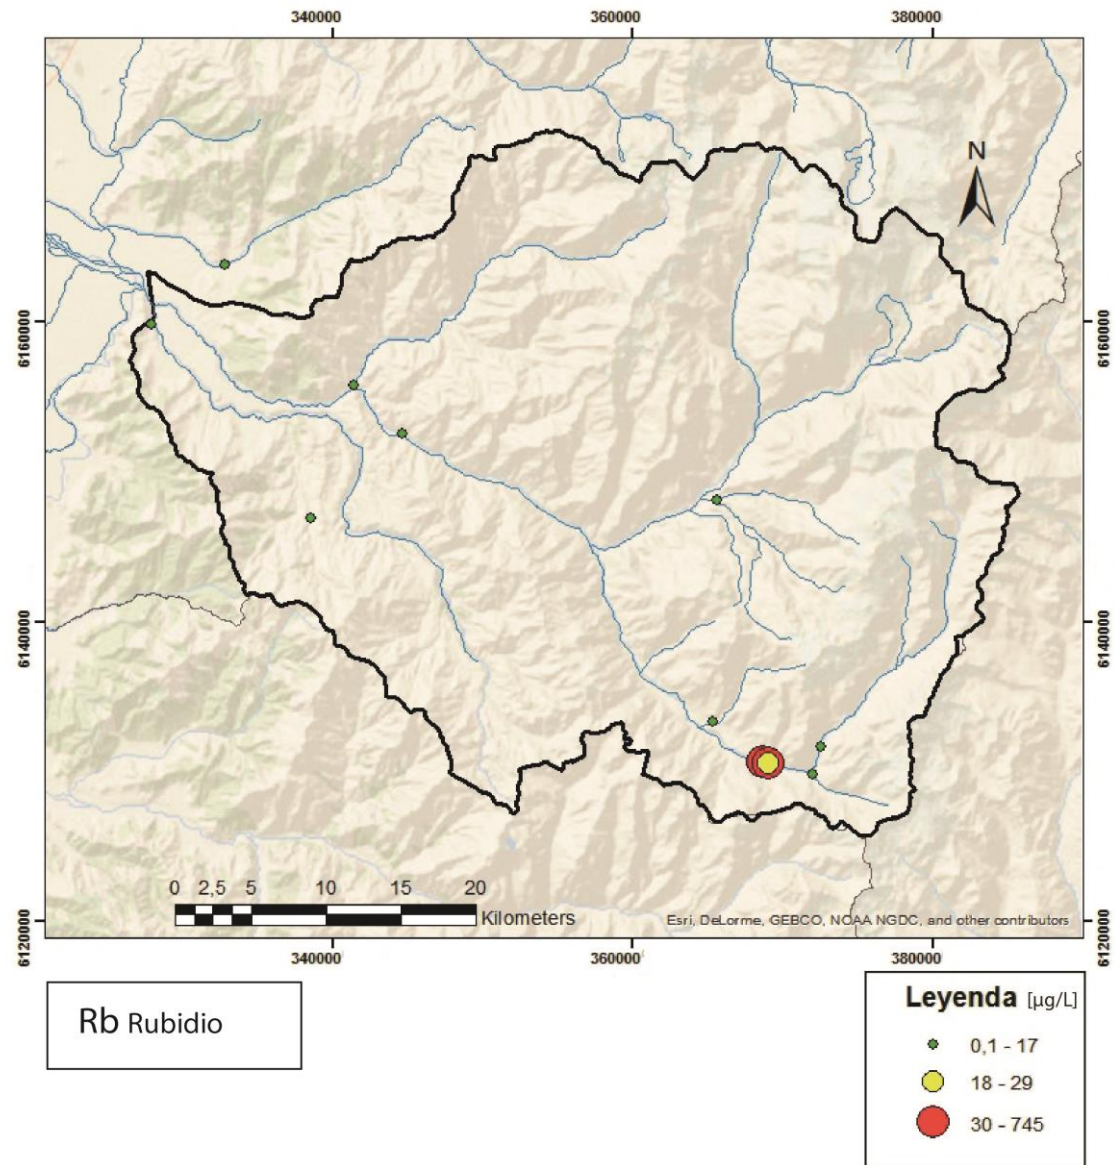 340000 360000 380000
N
6160000 6160000
6140000 6140000
0 2,5 5 10 15 20
Kilometers
Esri, DeLorme, GEBCO, NOAA NGDC, and other contributors
6120000 6120000
340000 360000 380000
Rb Rubidio
Leyenda [µg/L]
0,1 - 17
18 - 29
30 - 745